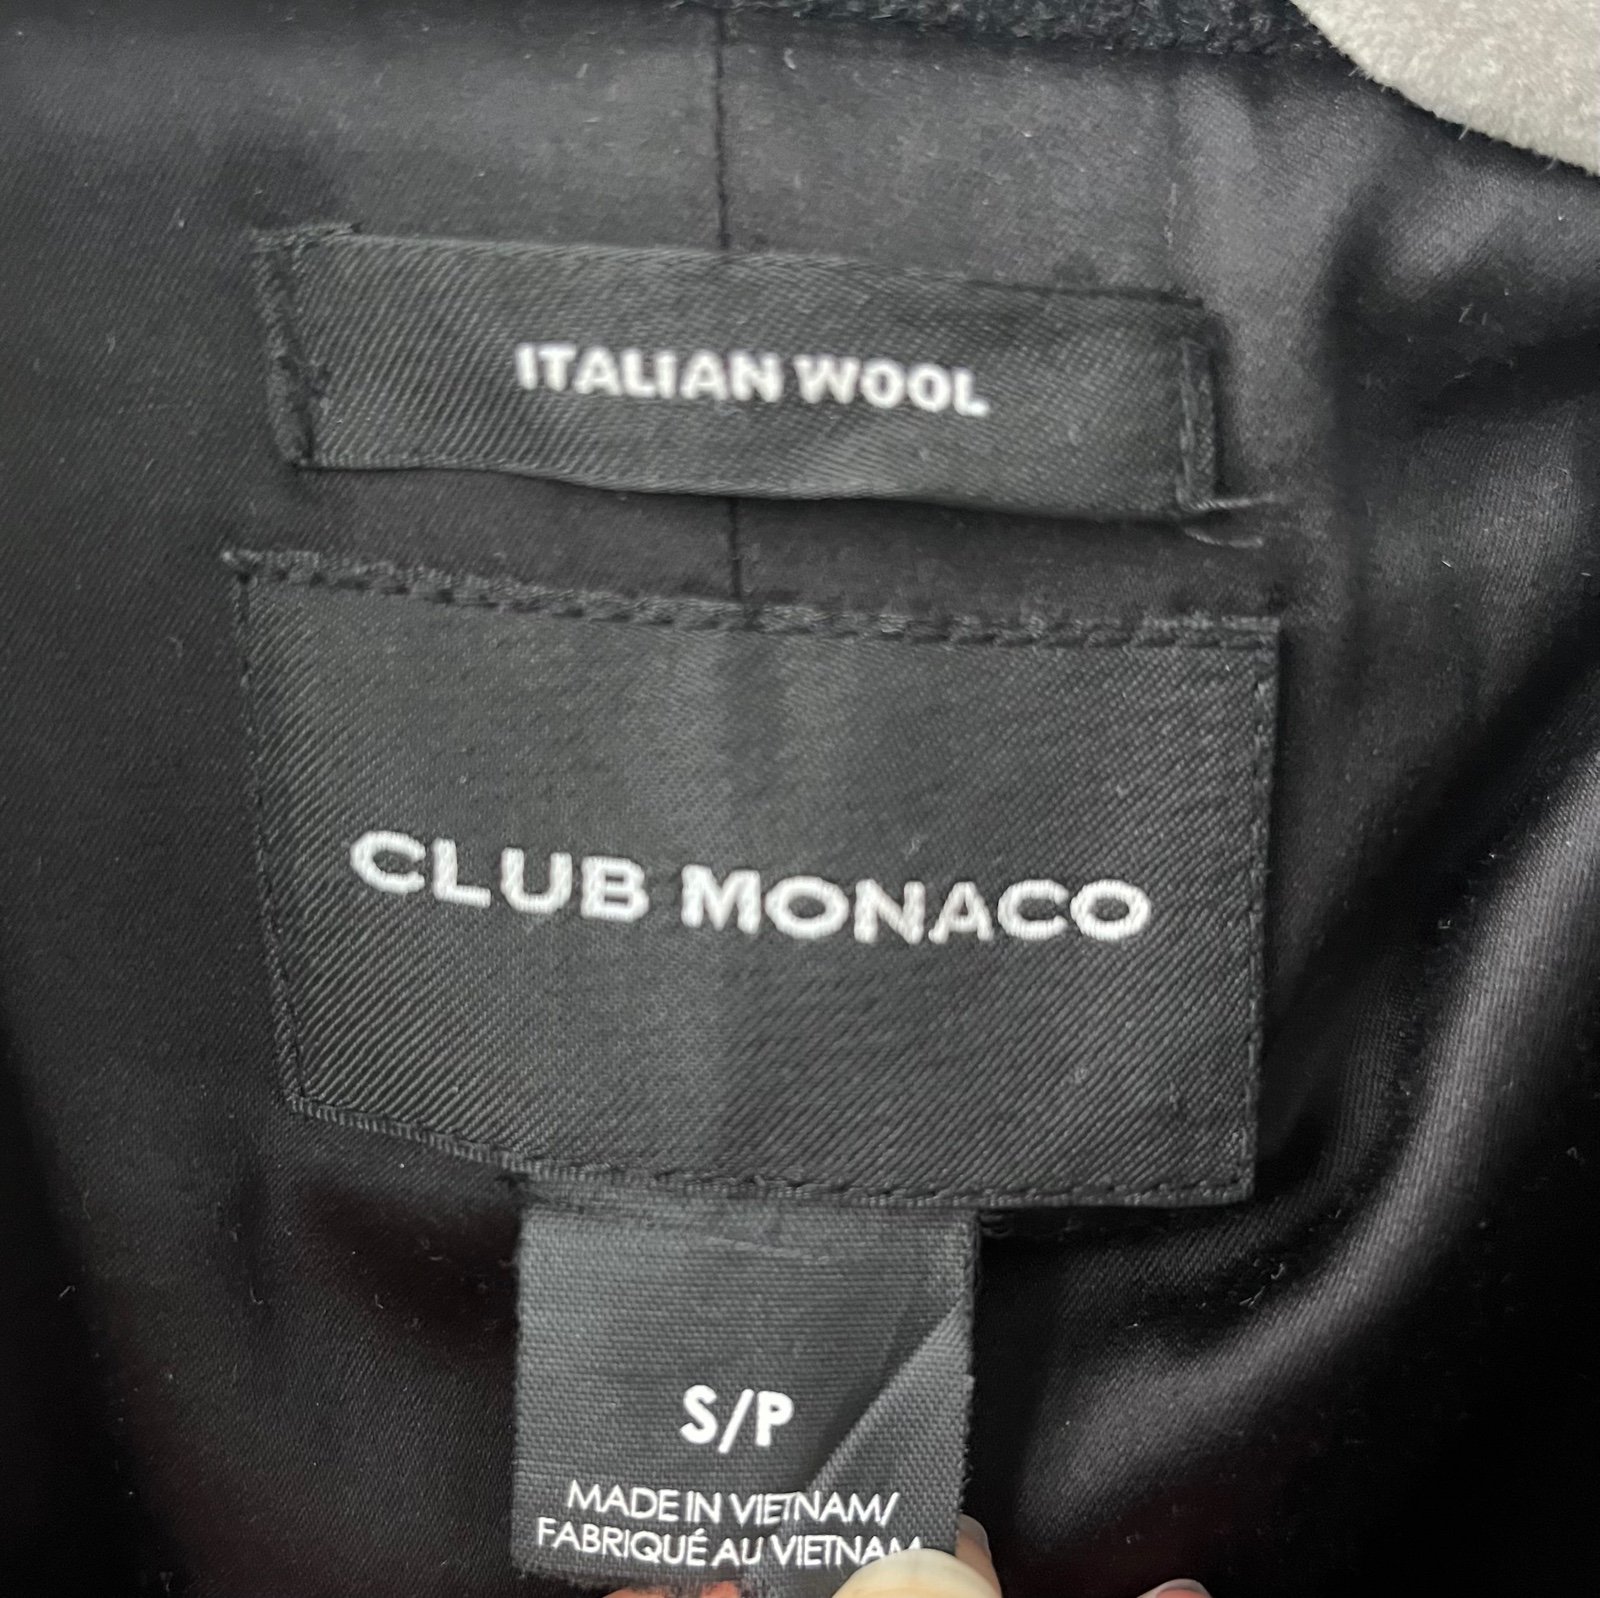 ITALIAN WOOL
CLUB MONACO
S/P
MADE IN VIETNAM/
FABRIQUÉ AU VIETNAM